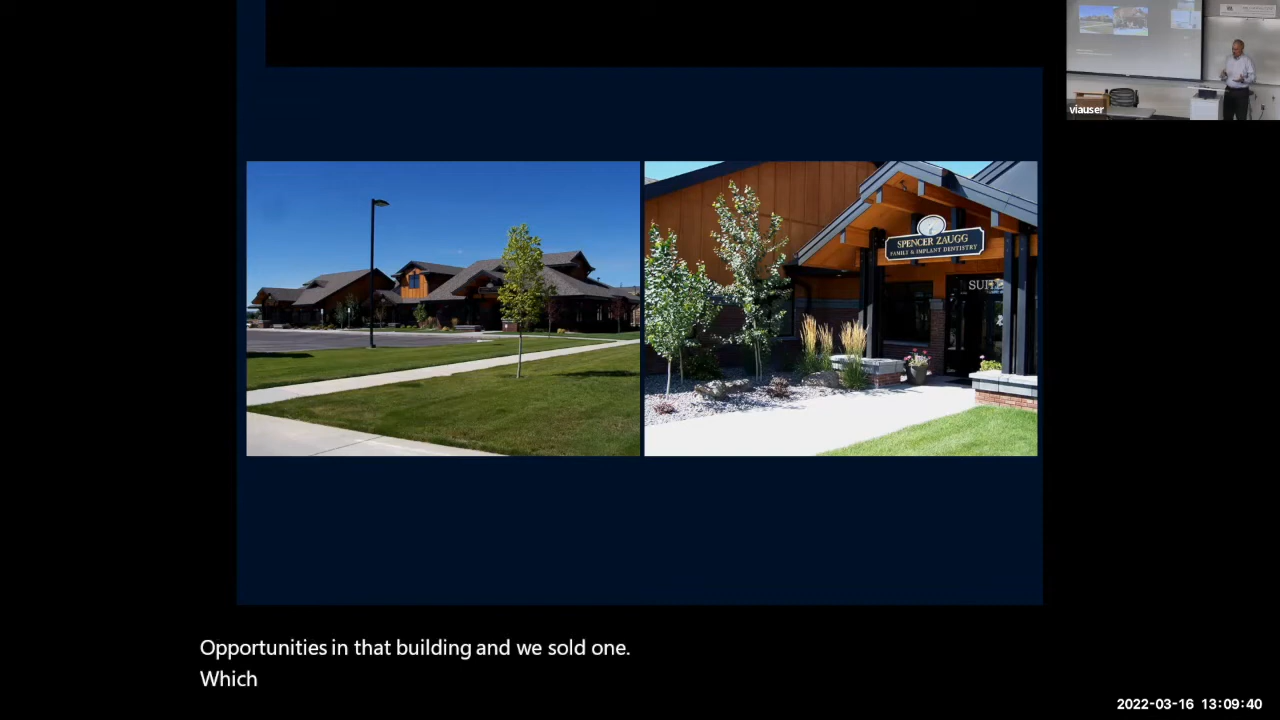 viauser
SPENCER ZAUGG
FAMILY & IMPLANT DENTISTRY
SUITE
Opportunities in that building and we sold one.
Which
2022-03-16 13:09:40